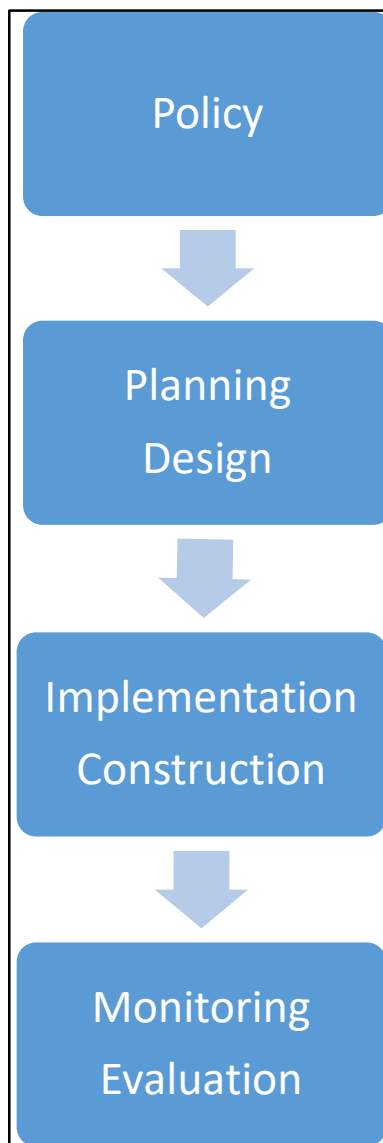 Policy
Planning
Design
Implementation
Construction
Monitoring
Evaluation